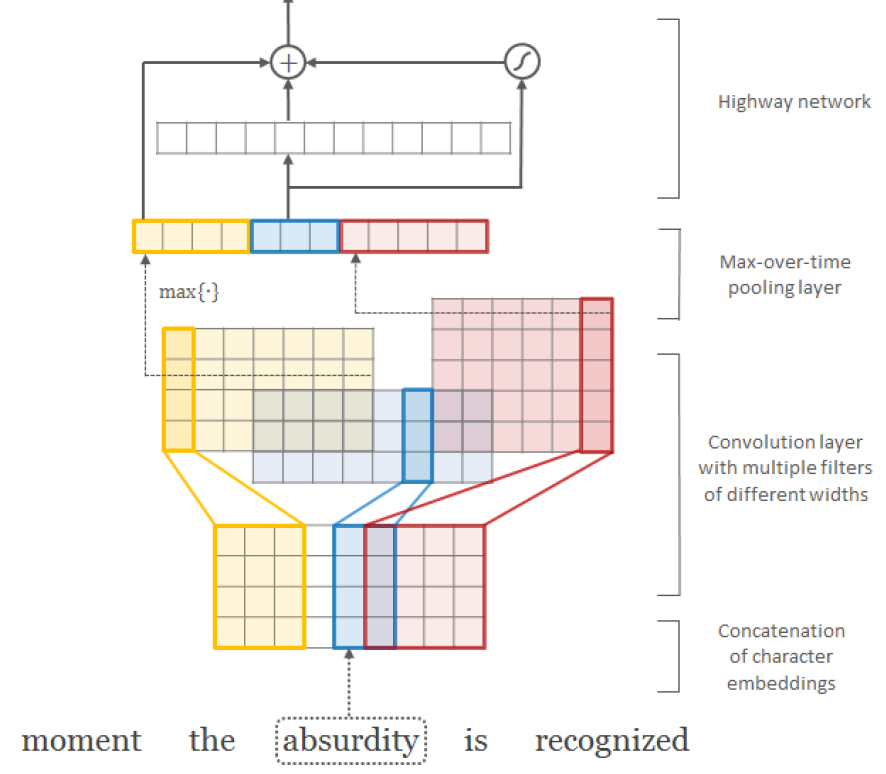 +
Highway network
Max-over-time
pooling layer
max{·}
Convolution layer
with multiple filters
of different widths
Concatenation
of character
embeddings
moment the absurdity is recognized